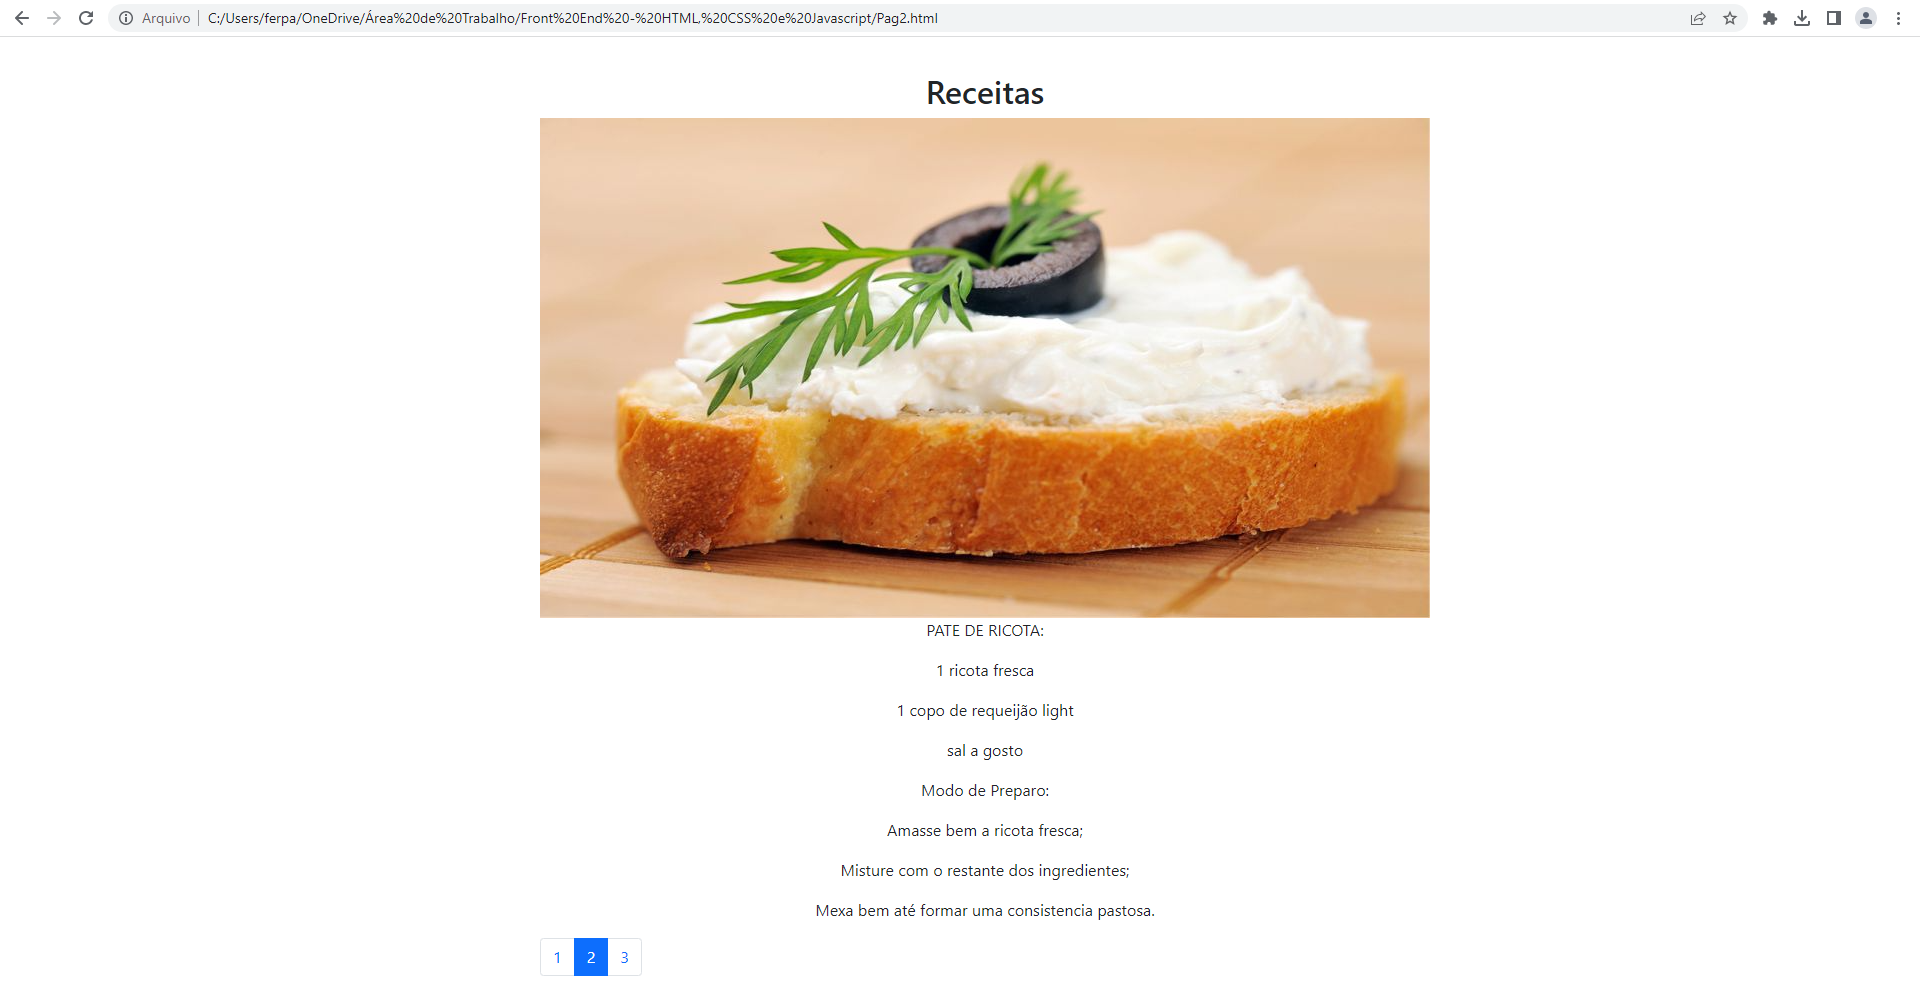 Arquivo C:/Users/ferpa/OneDrive/Área%20de%20Trabalho/Front%20End%20-%20HTML,%20CSS%20e%20Javascript/Pag2.html
Receitas
PATE DE RICOTA:
1 ricota fresca
1 copo de requeijão light
sal a gosto
Modo de Preparo:
Amasse bem a ricota fresca;
Misture com o restante dos ingredientes;
Mexa bem até formar uma consistencia pastosa.
1 2 3